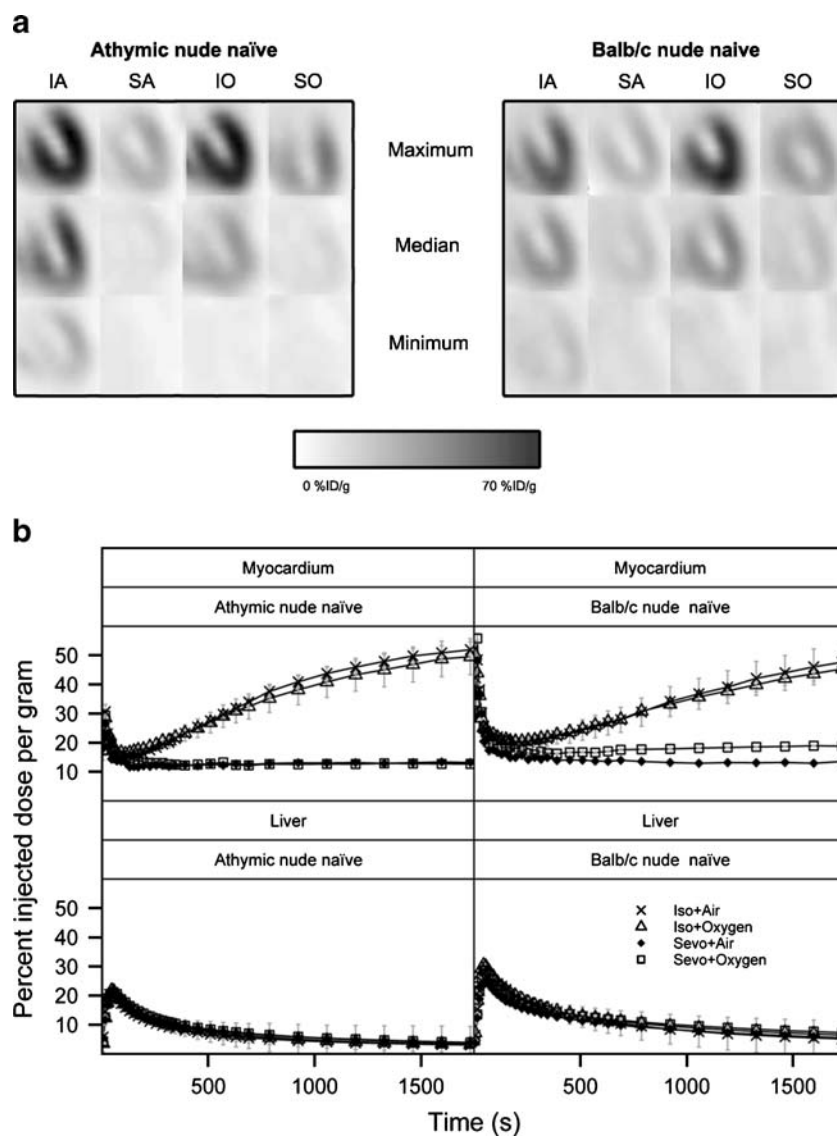 a
Athymic nude naïve
Balb/c nude naive
IA SA IO SO
IA SA IO SO
Maximum
Median
Minimum
0 %ID/g
70 %ID/g
b
Myocardium
Myocardium
Athymic nude naïve
Balb/c nude naïve
50
40
30
20
10
Liver
Liver
Athymic nude naïve
Balb/c nude naïve
50
40
30
20
10
Iso+Air
Iso+Oxygen
Sevo+Air
Sevo+Oxygen
500 1000 1500
500 1000 1500
Time (s)
Percent injected dose per gram